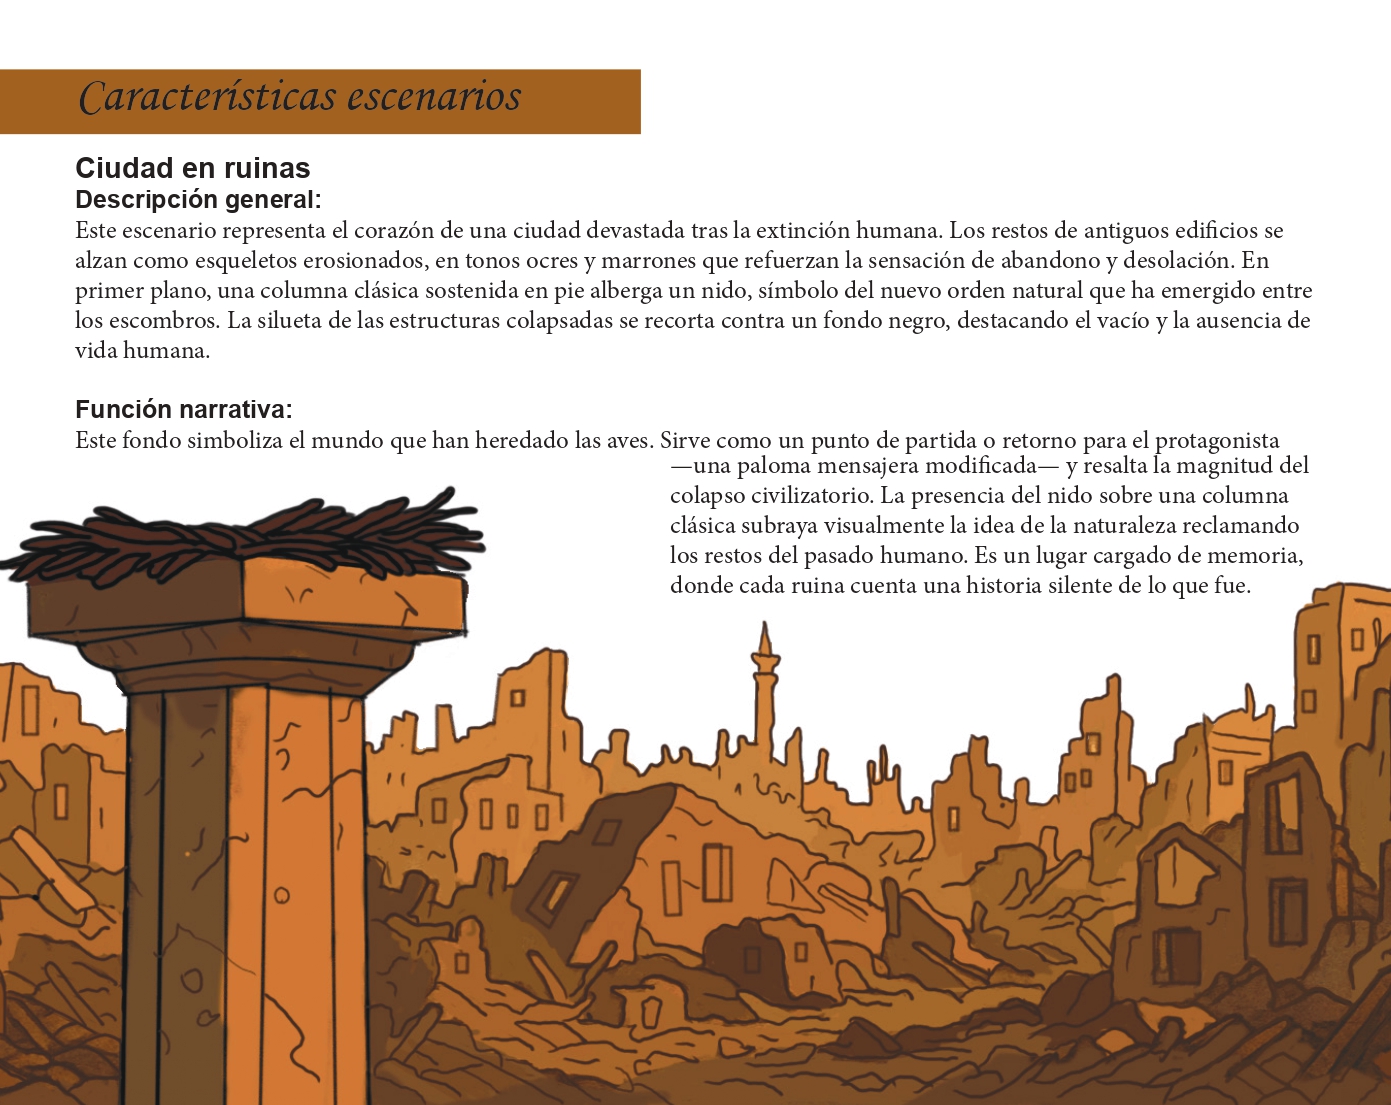 Características escenarios
Ciudad en ruinas
Descripción general:
Este escenario representa el corazón de una ciudad devastada tras la extinción humana. Los restos de antiguos edificios se
alzan como esqueletos erosionados, en tonos ocres y marrones que refuerzan la sensación de abandono y desolación. En
primer plano, una columna clásica sostenida en pie alberga un nido, símbolo del nuevo orden natural que ha emergido entre
los escombros. La silueta de las estructuras colapsadas se recorta contra un fondo negro, destacando el vacío y la ausencia de
vida humana.
Función narrativa:
Este fondo simboliza el mundo que han heredado las aves. Sirve como un punto de partida o retorno para el protagonista
—una paloma mensajera modificada— y resalta la magnitud del
colapso civilizatorio. La presencia del nido sobre una columna
clásica subraya visualmente la idea de la naturaleza reclamando
los restos del pasado humano. Es un lugar cargado de memoria,
donde cada ruina cuenta una historia silente de lo que fue.